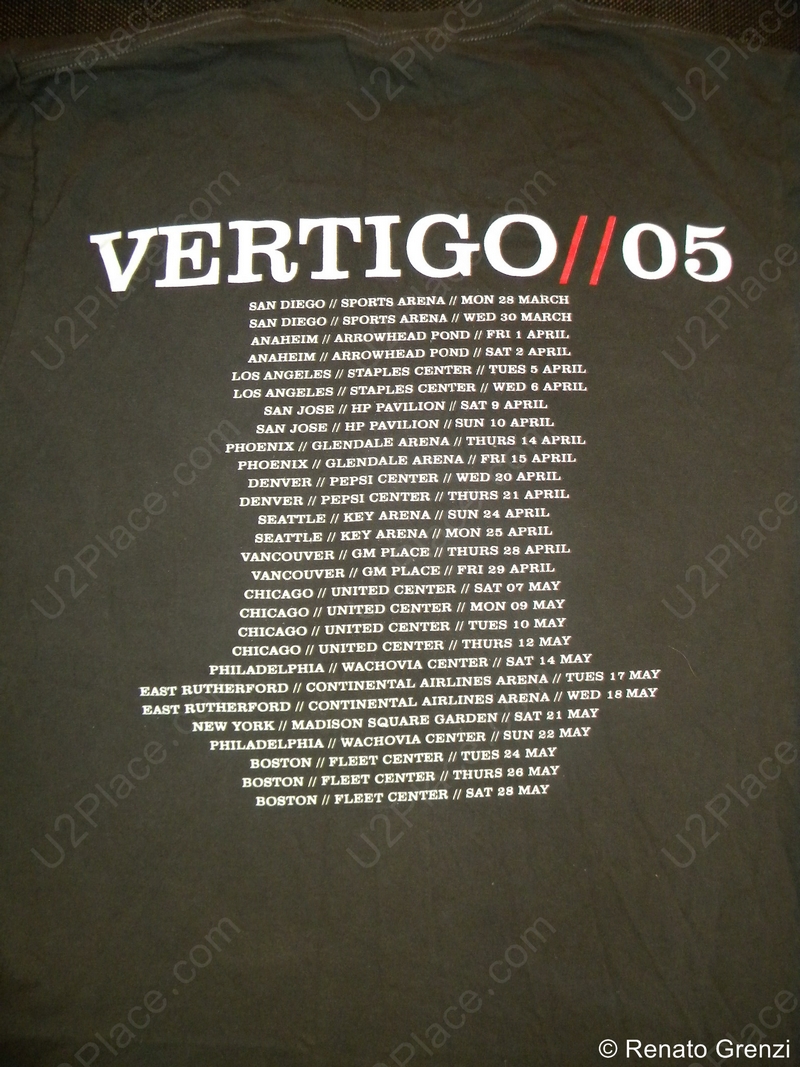 VERTIGO//05
SAN DIEGO // SPORTS ARENA // MON 28 MARCH
SAN DIEGO // SPORTS ARENA // WED 30 MARCH
ANAHEIM // ARROWHEAD POND // FRI 1 APRIL
ANAHEIM // ARROWHEAD POND // SAT 2 APRIL
LOS ANGELES // STAPLES CENTER // TUES 5 APRIL
LOS ANGELES // STAPLES CENTER // WED 6 APRIL
SAN JOSE // HP PAVILION // SAT 9 APRIL
SAN JOSE // HP PAVILION // SUN 10 APRIL
PHOENIX // GLENDALE ARENA // THURS 14 APRIL
PHOENIX // GLENDALE ARENA // FRI 15 APRIL
DENVER // PEPSI CENTER // WED 20 APRIL
DENVER // PEPSI CENTER // THURS 21 APRIL
SEATTLE // KEY ARENA // SUN 24 APRIL
SEATTLE // KEY ARENA // MON 25 APRIL
VANCOUVER // GM PLACE // THURS 28 APRIL
VANCOUVER // GM PLACE // FRI 29 APRIL
CHICAGO // UNITED CENTER // SAT 07 MAY
CHICAGO // UNITED CENTER // MON 09 MAY
CHICAGO // UNITED CENTER // TUES 10 MAY
CHICAGO // UNITED CENTER // THURS 12 MAY
PHILADELPHIA // WACHOVIA CENTER // SAT 14 MAY
EAST RUTHERFORD // CONTINENTAL AIRLINES ARENA // TUES 17 MAY
EAST RUTHERFORD // CONTINENTAL AIRLINES ARENA // WED 18 MAY
NEW YORK // MADISON SQUARE GARDEN // SAT 21 MAY
PHILADELPHIA // WACHOVIA CENTER // SUN 22 MAY
BOSTON // FLEET CENTER // TUES 24 MAY
BOSTON // FLEET CENTER // THURS 26 MAY
BOSTON // FLEET CENTER // SAT 28 MAY
U2Place.com
© Renato Grenzi